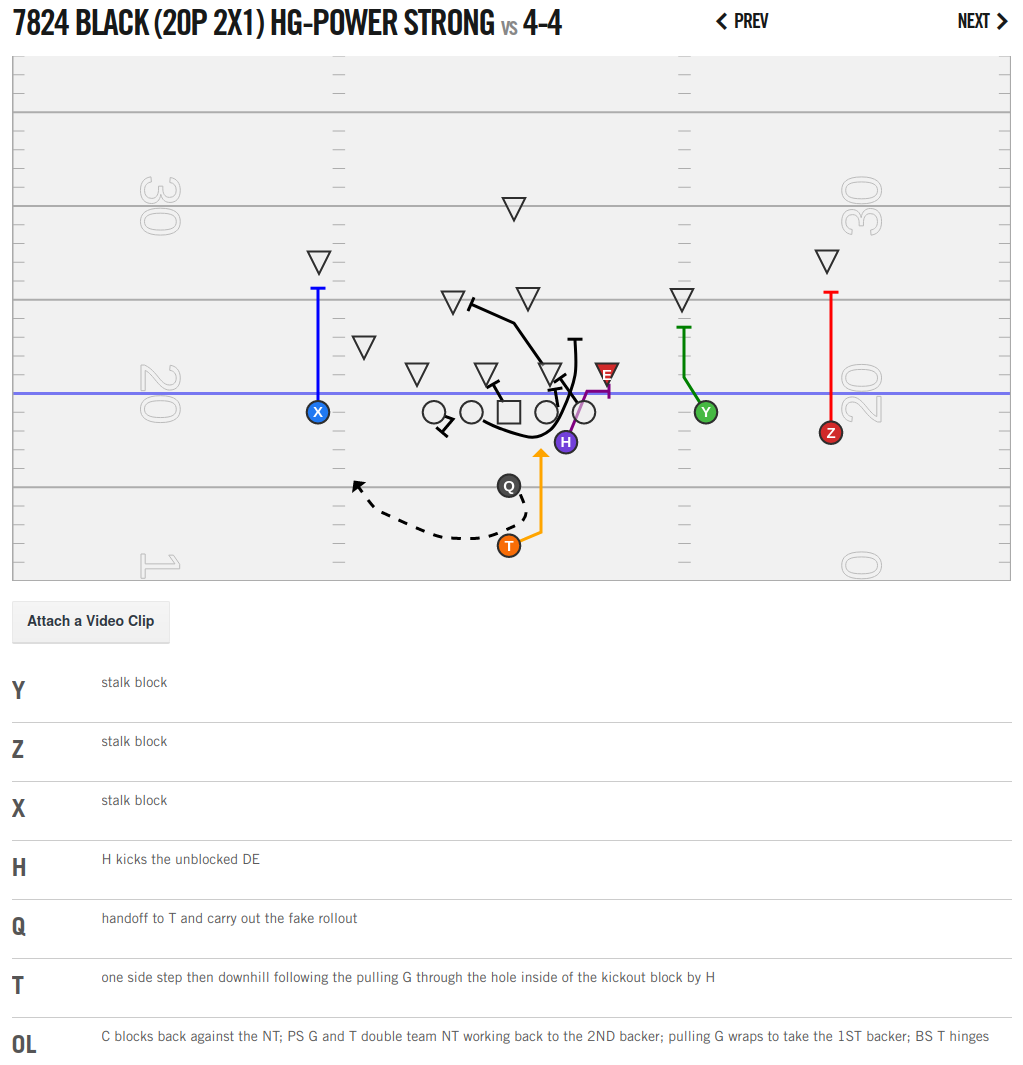 7824 BLACK (20P 2X1) HG-POWER STRONG VS 4-4
PREV
NEXT
30
30
E
20
20
X
Y
H
Z
Q
T
1
0
Attach a Video Clip
Y stalk block
Z stalk block
X stalk block
H H kicks the unblocked DE
Q handoff to T and carry out the fake rollout
T one side step then downhill following the pulling G through the hole inside of the kickout block by H
OL C blocks back against the NT; PS G and T double team NT working back to the 2ND backer; pulling G wraps to take the 1ST backer; BS T hinges